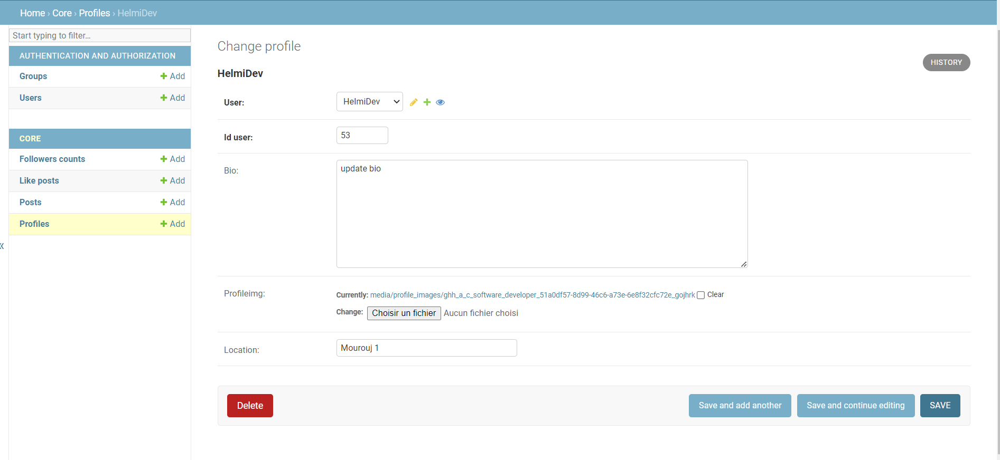 Home › Core › Profiles › HelmiDev
Start typing to filter…
AUTHENTICATION AND AUTHORIZATION
Groups Add
Users Add
CORE
Followers counts Add
Like posts Add
Posts Add
Profiles Add
«
Change profile
HISTORY
HelmiDev
User: HelmiDev
Id user: 53
Bio: update bio
Profileimg: Currently: media/profile_images/ghh_a_c_software_developer_51a0df57-8d99-46c6-a73e-6e8f32cfc72e_gojhrk Clear
Change: Choisir un fichier Aucun fichier choisi
Location: Mourouj 1
Delete Save and add another Save and continue editing SAVE